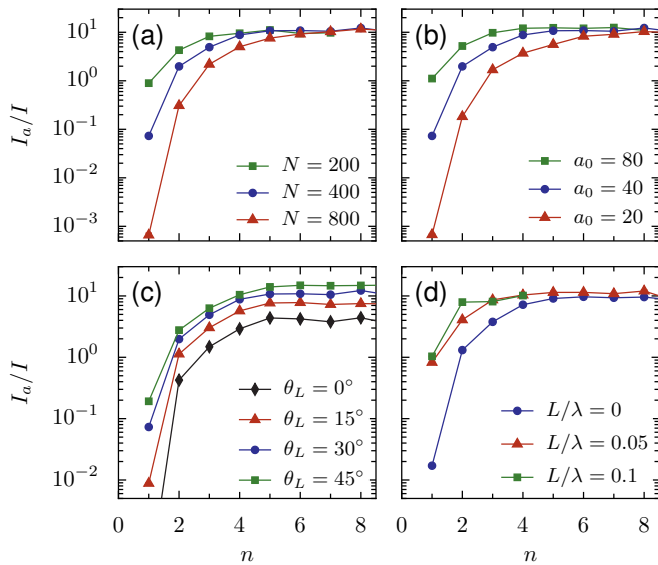 (a)
10^1
10^0
10^{-1}
10^{-2}
10^{-3}
I_a/I
N = 200
N = 400
N = 800
(b)
a_0 = 80
a_0 = 40
a_0 = 20
(c)
10^1
10^0
10^{-1}
10^{-2}
I_a/I
θ_L = 0°
θ_L = 15°
θ_L = 30°
θ_L = 45°
0 2 4 6 8
n
(d)
L/λ = 0
L/λ = 0.05
L/λ = 0.1
0 2 4 6 8
n